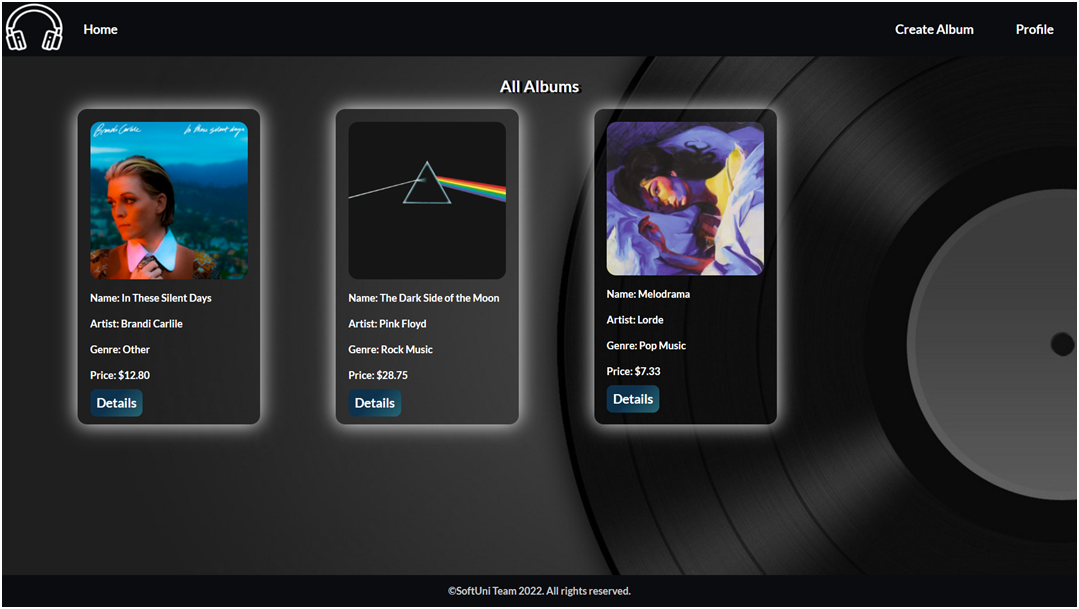 Home
Create Album
Profile
All Albums
Brandi Carlile
In these silent days
Name: In These Silent Days
Artist: Brandi Carlile
Genre: Other
Price: $12.80
Details
Name: The Dark Side of the Moon
Artist: Pink Floyd
Genre: Rock Music
Price: $28.75
Details
Name: Melodrama
Artist: Lorde
Genre: Pop Music
Price: $7.33
Details
©SoftUni Team 2022. All rights reserved.